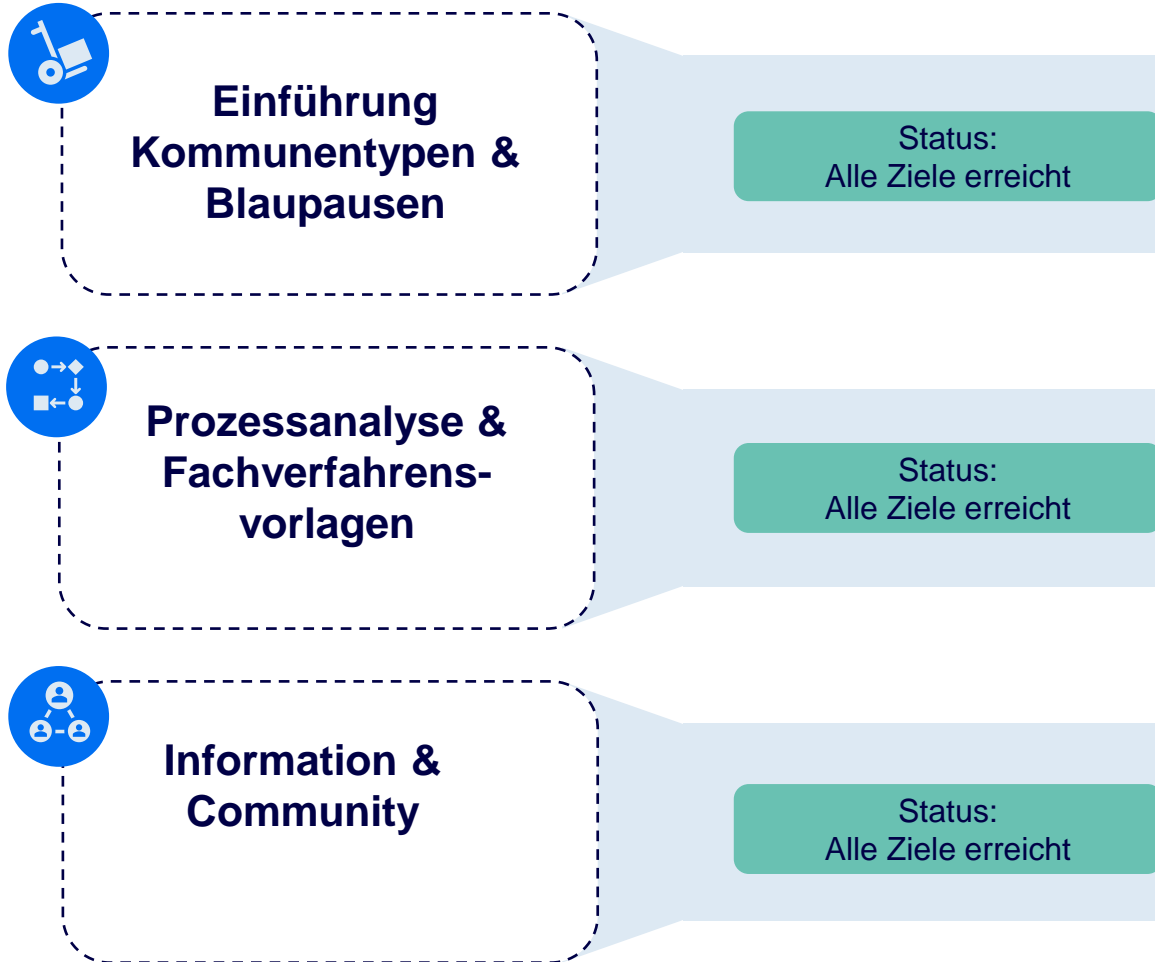 Einführung
Kommunentypen &
Blaupausen
Status:
Alle Ziele erreicht
Prozessanalyse &
Fachverfahrens-
vorlagen
Status:
Alle Ziele erreicht
Information &
Community
Status:
Alle Ziele erreicht